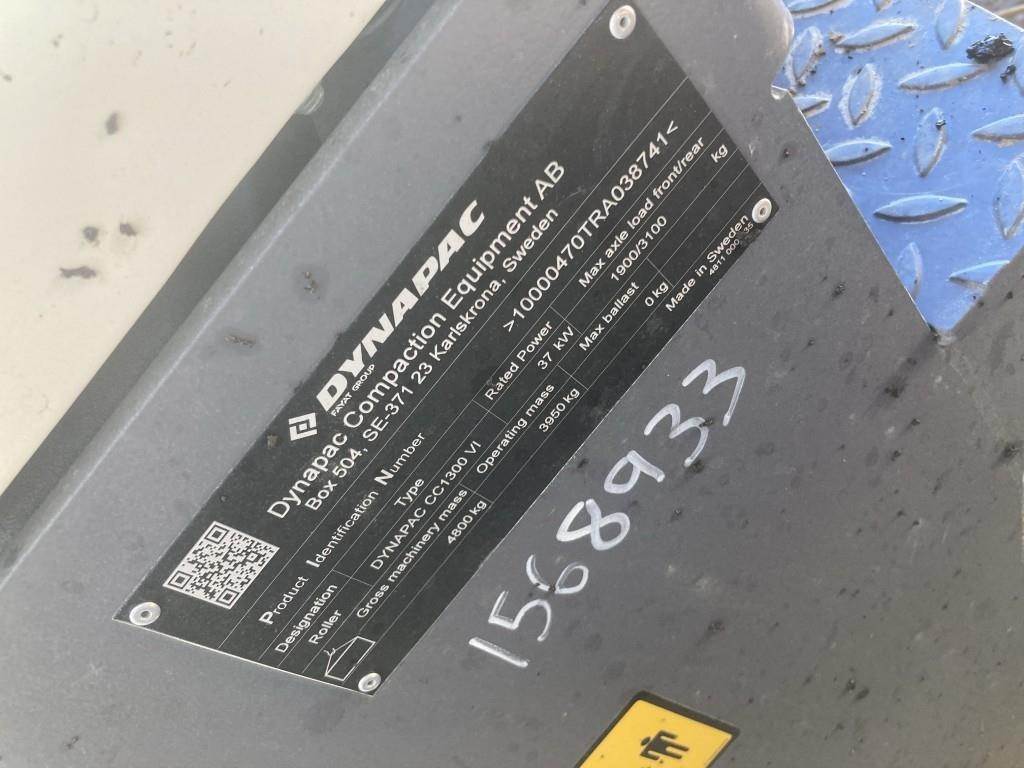 DYNAPAC
FAYAT GROUP
Dynapac Compaction Equipment AB
Box 504, SE-371 23 Karlskrona, Sweden
Product Identification Number >10000470TRA038741<
Designation Type Rated Power Max axle load front/rear
Roller DYNAPAC CC1300 VI 37 kW 1900/3100 kg
Gross machinery mass Operating mass Max ballast
4800 kg 3950 kg 0 kg
Made in Sweden
1568933